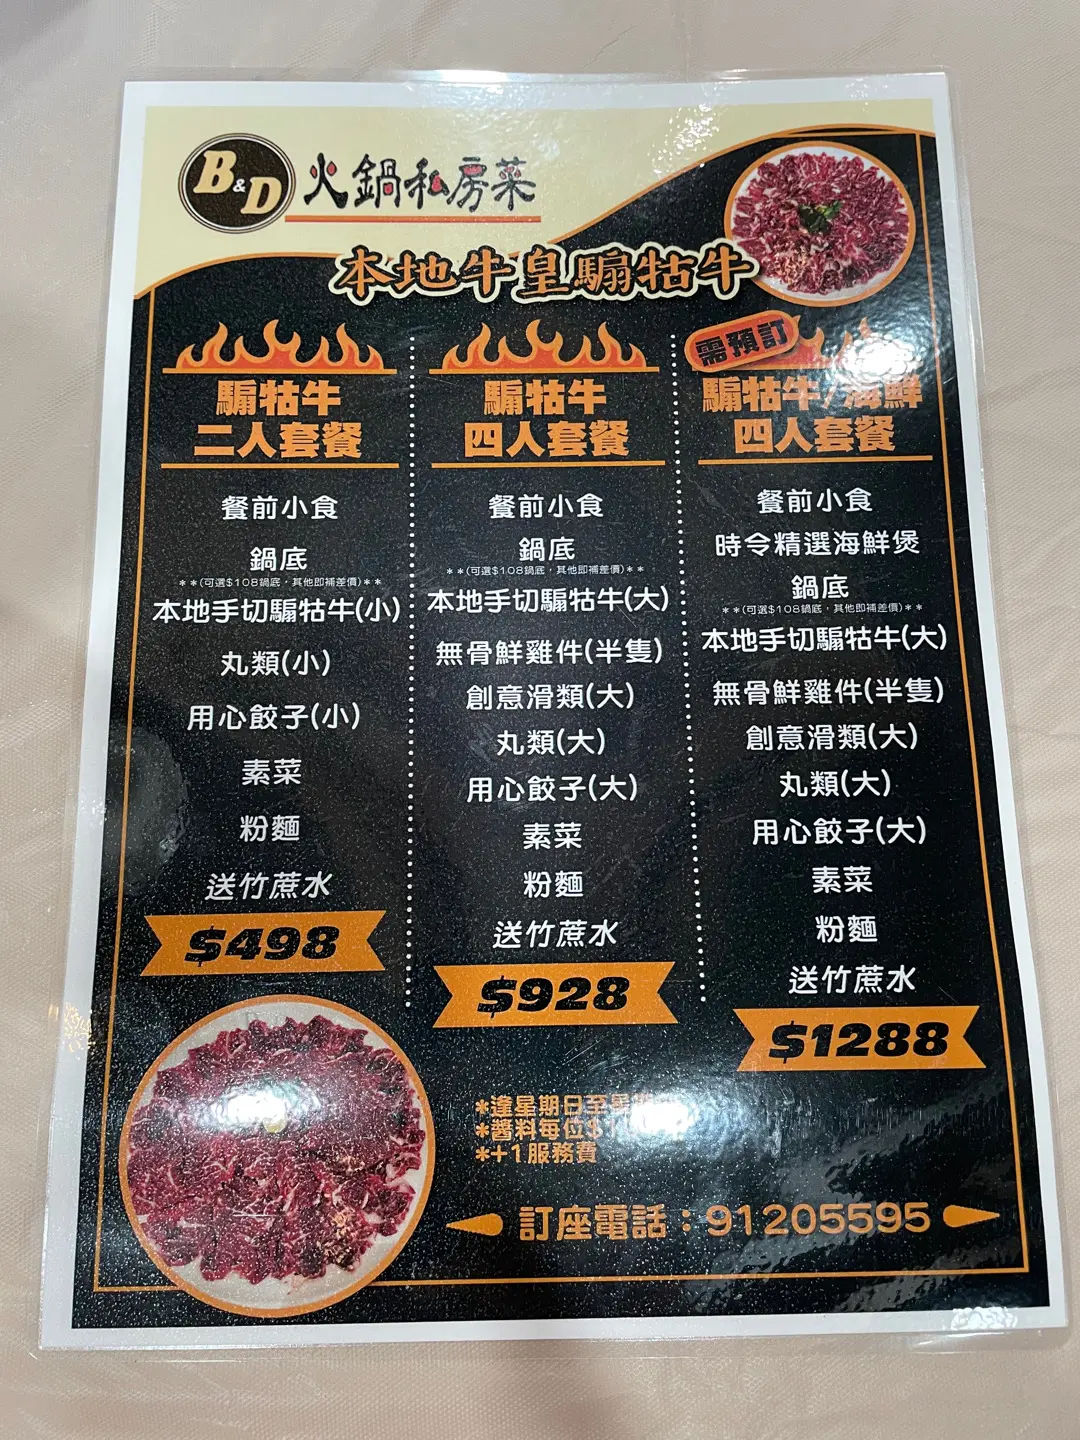 B&D
火鍋私房菜
本地牛皇騸牯牛
騸牯牛
二人套餐
餐前小食
鍋底
**(可選$108鍋底，其他即補差價)**
本地手切騸牯牛(小)
丸類(小)
用心餃子(小)
素菜
粉麵
送竹蔗水
$498
騸牯牛
四人套餐
餐前小食
鍋底
**(可選$108鍋底，其他即補差價)**
本地手切騸牯牛(大)
無骨鮮雞件(半隻)
創意滑類(大)
丸類(大)
用心餃子(大)
素菜
粉麵
送竹蔗水
$928
需預訂
騸牯牛/海鮮
四人套餐
餐前小食
時令精選海鮮煲
鍋底
**(可選$108鍋底，其他即補差價)**
本地手切騸牯牛(大)
無骨鮮雞件(半隻)
創意滑類(大)
丸類(大)
用心餃子(大)
素菜
粉麵
送竹蔗水
$1288
*逢星期日至星期
*醬料每位$
*+1服務費
訂座電話：91205595